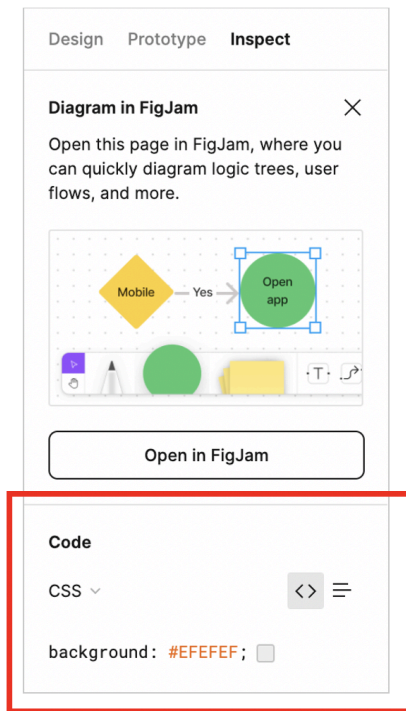 Design Prototype Inspect
Diagram in FigJam
Open this page in FigJam, where you
can quickly diagram logic trees, user
flows, and more.
Mobile Yes Open
app
T
Open in FigJam
Code
CSS
background: #EFEFEF;